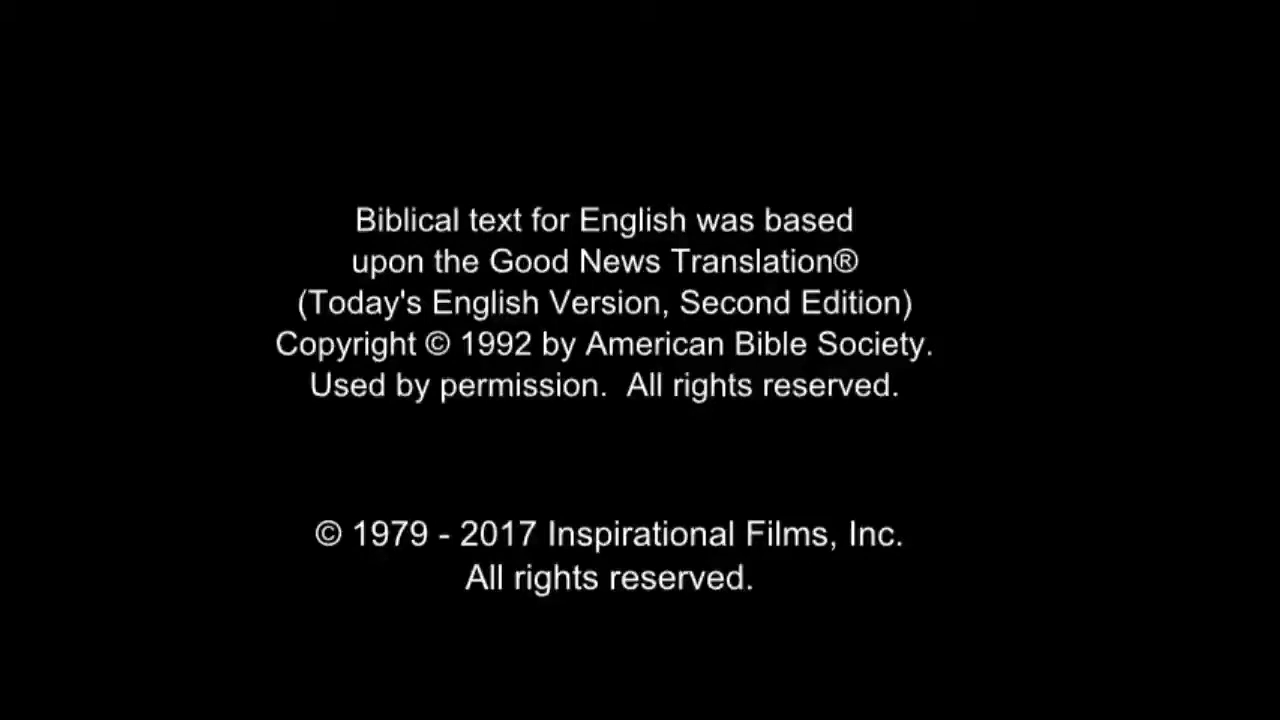 Biblical text for English was based
upon the Good News Translation®
(Today's English Version, Second Edition)
Copyright © 1992 by American Bible Society.
Used by permission.  All rights reserved.
© 1979 - 2017 Inspirational Films, Inc.
All rights reserved.